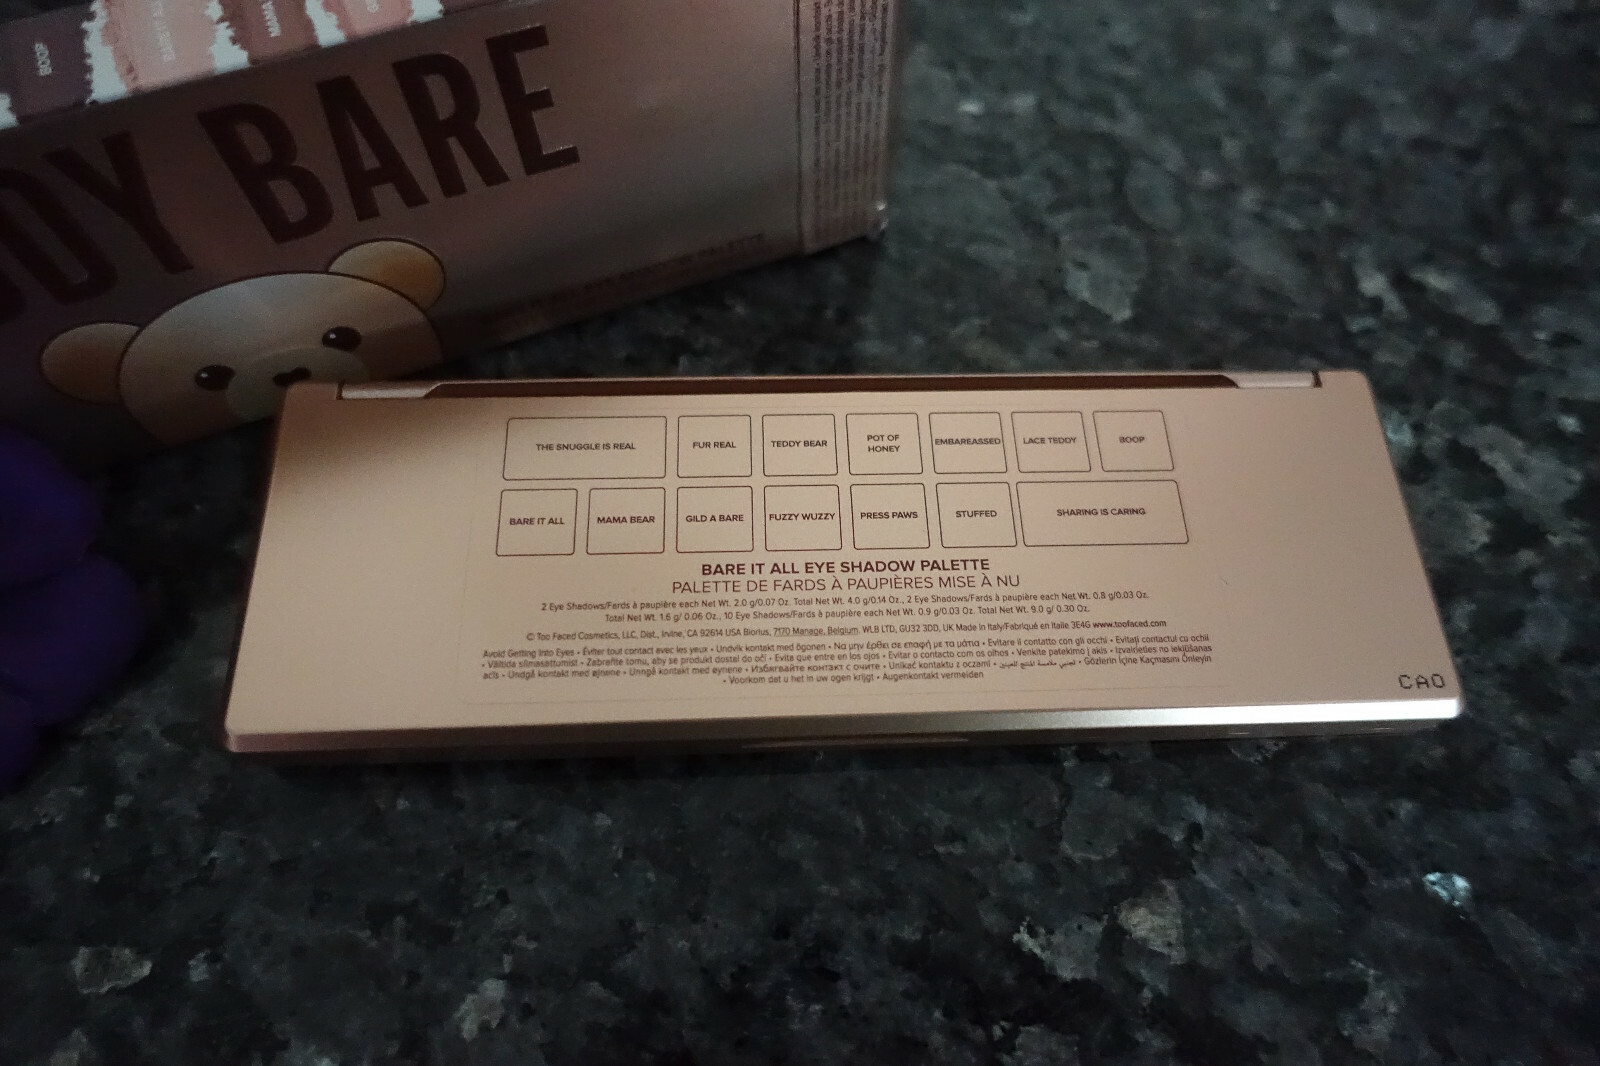 BOOP
BARE IT ALL
MAMA
DDY BARE
THE SNUGGLE IS REAL
FUR REAL
TEDDY BEAR
POT OF
HONEY
EMBAREASSED
LACE TEDDY
BOOP
BARE IT ALL
MAMA BEAR
GILD A BARE
FUZZY WUZZY
PRESS PAWS
STUFFED
SHARING IS CARING
BARE IT ALL EYE SHADOW PALETTE
PALETTE DE FARDS À PAUPIÈRES MISE À NU
2 Eye Shadows/Fards à paupière each Net Wt. 2.0 g/0.07 Oz. Total Net Wt. 4.0 g/0.14 Oz., 2 Eye Shadows/Fards à paupière each Net Wt. 0.8 g/0.03 Oz.
Total Net Wt. 1.6 g/ 0.06 Oz., 10 Eye Shadows/Fards à paupière each Net Wt. 0.9 g/0.03 Oz. Total Net Wt. 9.0 g/ 0.30 Oz.
© Too Faced Cosmetics, LLC, Dist., Irvine, CA 92614 USA Biorius, 7170 Manage, Belgium. WLB LTD, GU32 3DD, UK Made in Italy/Fabriqué en Italie 3E4G www.toofaced.com
Avoid Getting Into Eyes • Éviter tout contact avec les yeux • Undvik kontakt med ögonen • Να μην έρθει σε επαφή με τα μάτια • Evitare il contatto con gli occhi • Evitați contactul cu ochii
• Vältida silmasattumist • Zabraňte tomu, aby se produkt dostal do očí • Evite que entre en los ojos • Evitar o contacto com os olhos • Venkite patekimo į akis • Izvairieties no iekļūšanas
acīs • Undgå kontakt med øjnene • Unngå kontakt med øynene • Избягвайте контакт с очите • Unikać kontaktu z oczami • Gözlerin İçine Kaçmasını Önleyin
• Voorkom dat u het in uw ogen krijgt • Augenkontakt vermeiden
CAO